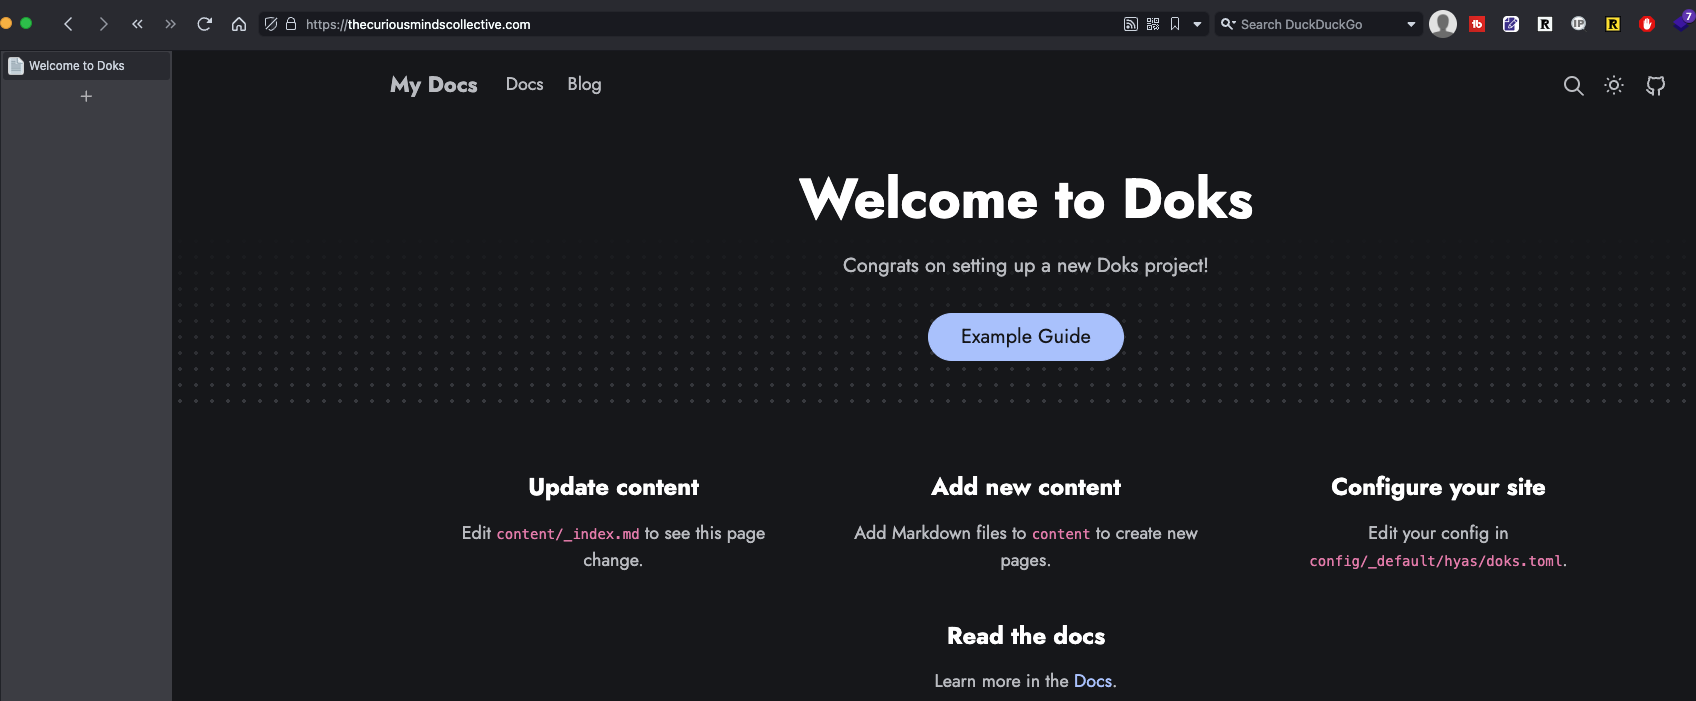 https://thecuriousmindscollective.com
Search DuckDuckGo
tb
R
IP
R
7
Welcome to Doks
My Docs Docs Blog
Welcome to Doks
Congrats on setting up a new Doks project!
Example Guide
Update content
Edit content/_index.md to see this page
change.
Add new content
Add Markdown files to content to create new
pages.
Configure your site
Edit your config in
config/_default/hyas/doks.toml.
Read the docs
Learn more in the Docs.